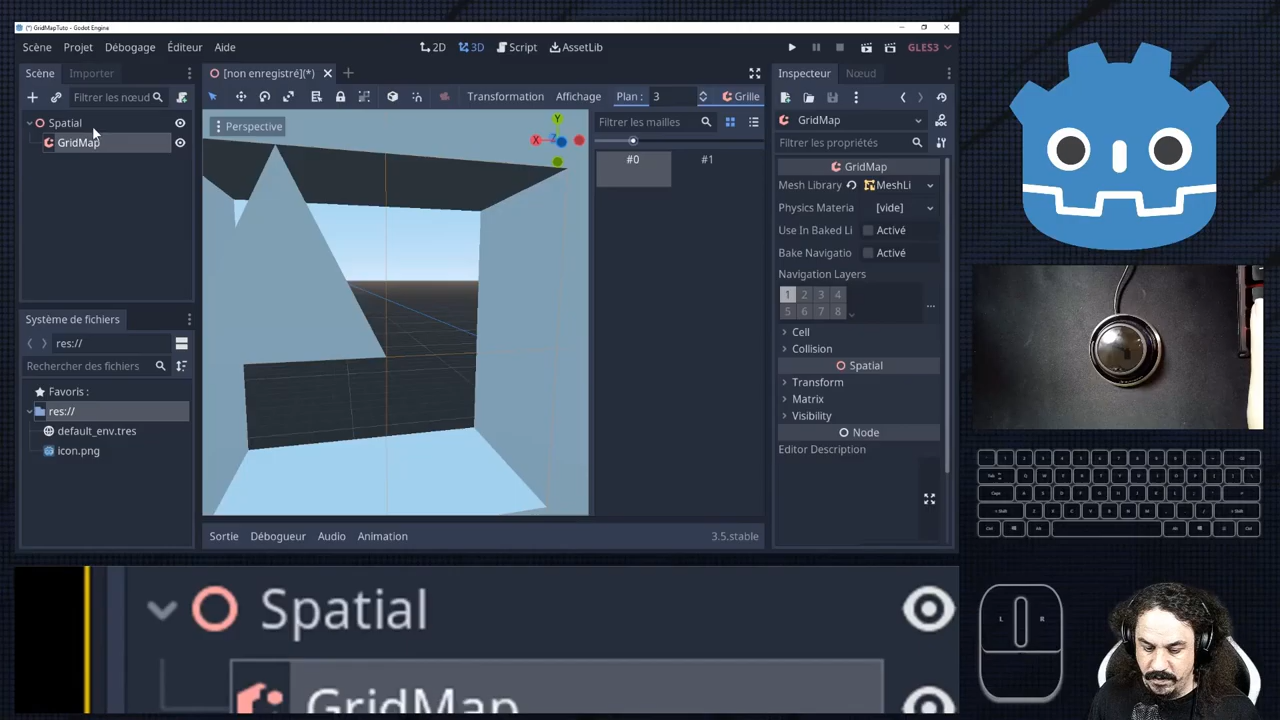 (*) GridMapTuto - Godot Engine
Scène Projet Débogage Éditeur Aide
2D 3D Script AssetLib
GLES3
Scène Importer
[non enregistré](*)
Inspecteur Nœud
Filtrer les nœud
Transformation Affichage Plan : 3 Grille
Spatial
GridMap
Perspective
Y
X
Z
Filtrer les mailles
#0 #1
GridMap
Filtrer les propriétés
GridMap
Mesh Library MeshLi
Physics Materia [vide]
Use In Baked Li Activé
Bake Navigatio Activé
Navigation Layers
1 2 3 4
5 6 7 8
...
Cell
Collision
Spatial
Transform
Matrix
Visibility
Node
Editor Description
Système de fichiers
res://
Rechercher des fichiers
Favoris :
res://
default_env.tres
icon.png
Sortie Débogueur Audio Animation 3.5.stable
Spatial
GridMap
L R